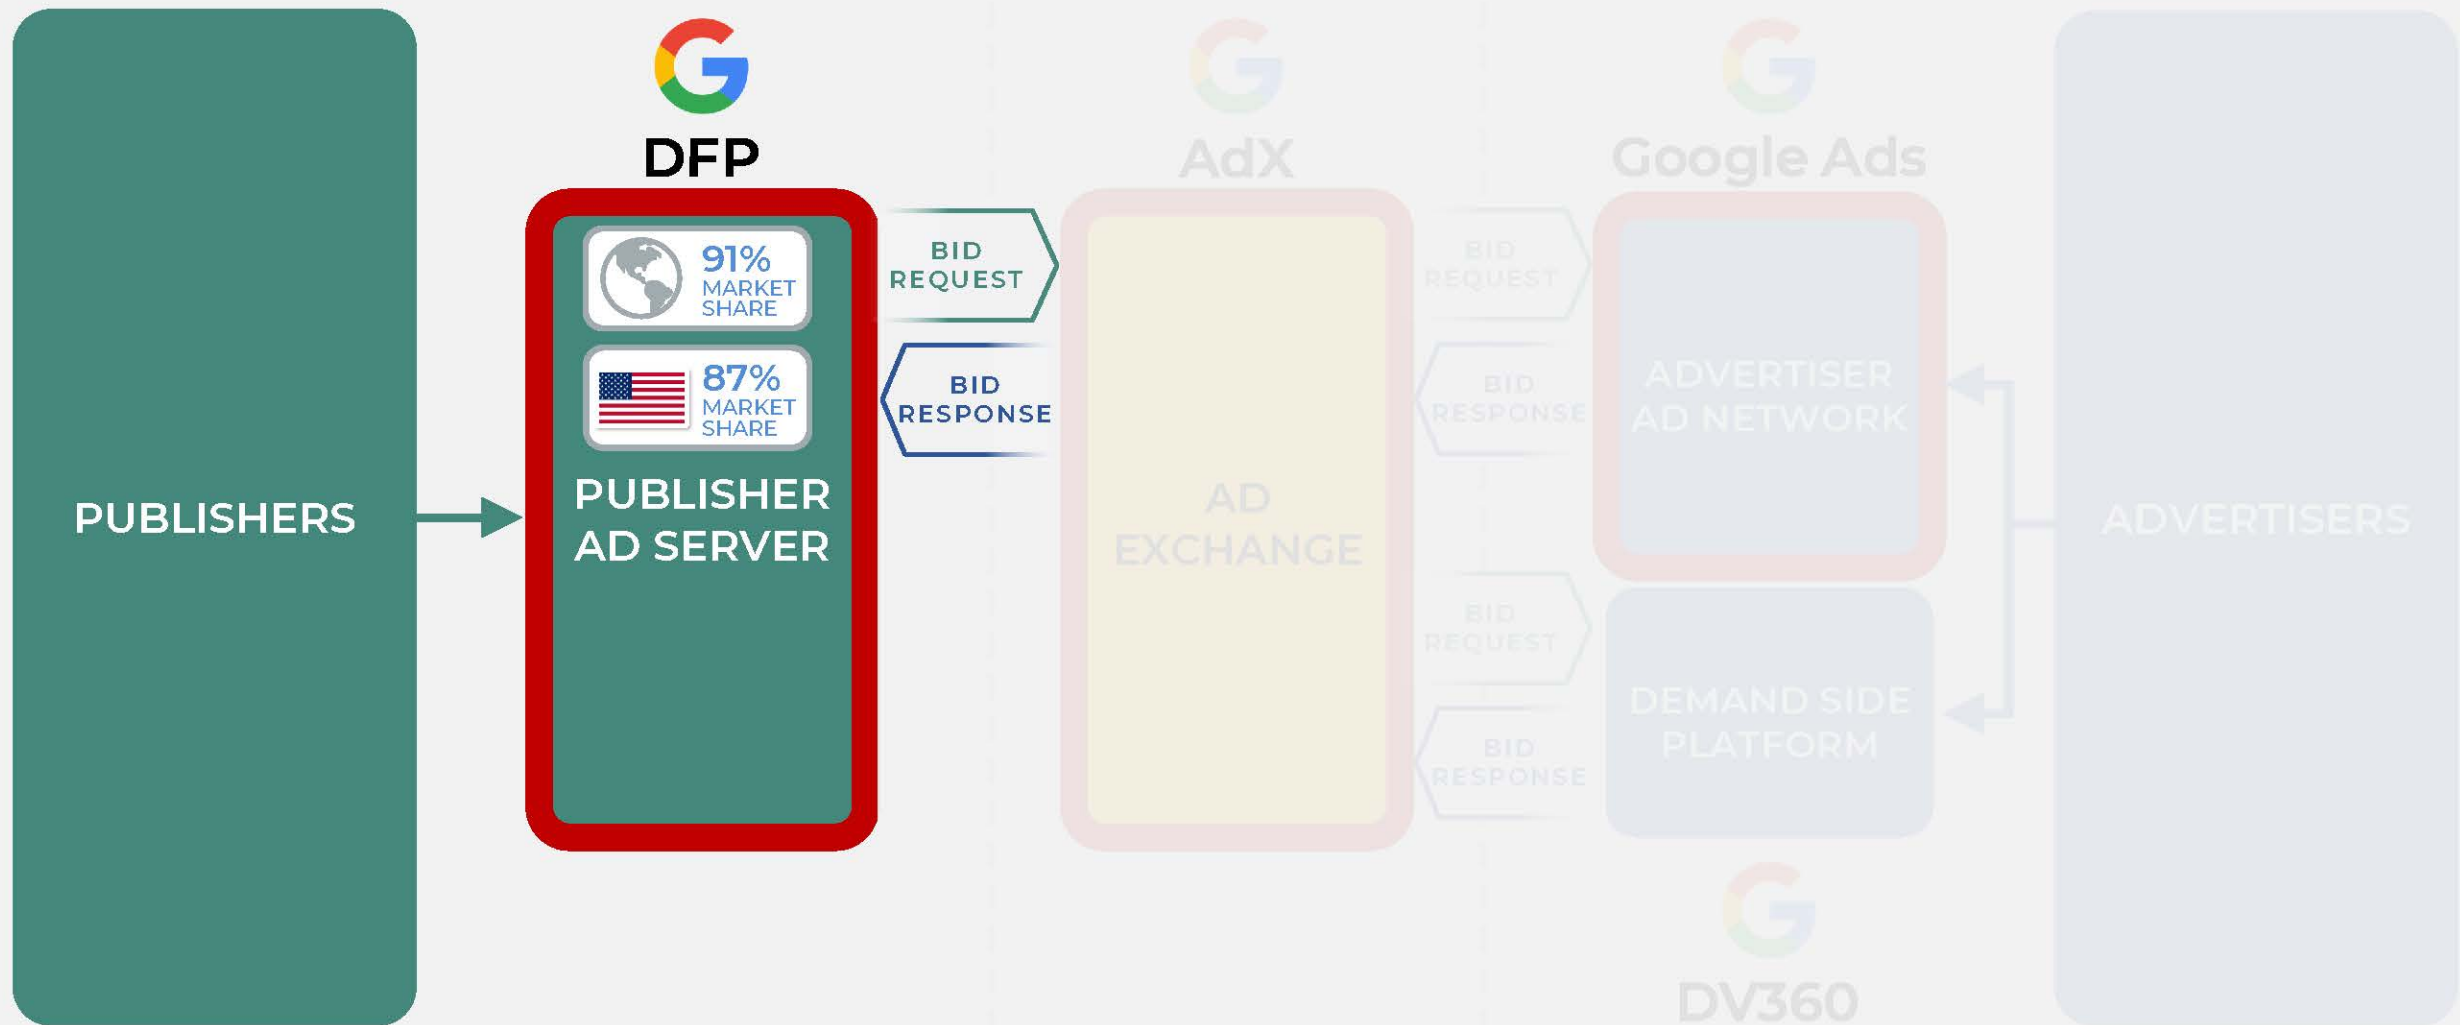 PUBLISHERS
DFP
91%
MARKET
SHARE
87%
MARKET
SHARE
PUBLISHER
AD SERVER
BID
REQUEST
BID
RESPONSE
AdX
AD
EXCHANGE
BID
REQUEST
BID
RESPONSE
BID
REQUEST
BID
RESPONSE
Google Ads
ADVERTISER
AD NETWORK
DEMAND SIDE
PLATFORM
DV360
ADVERTISERS